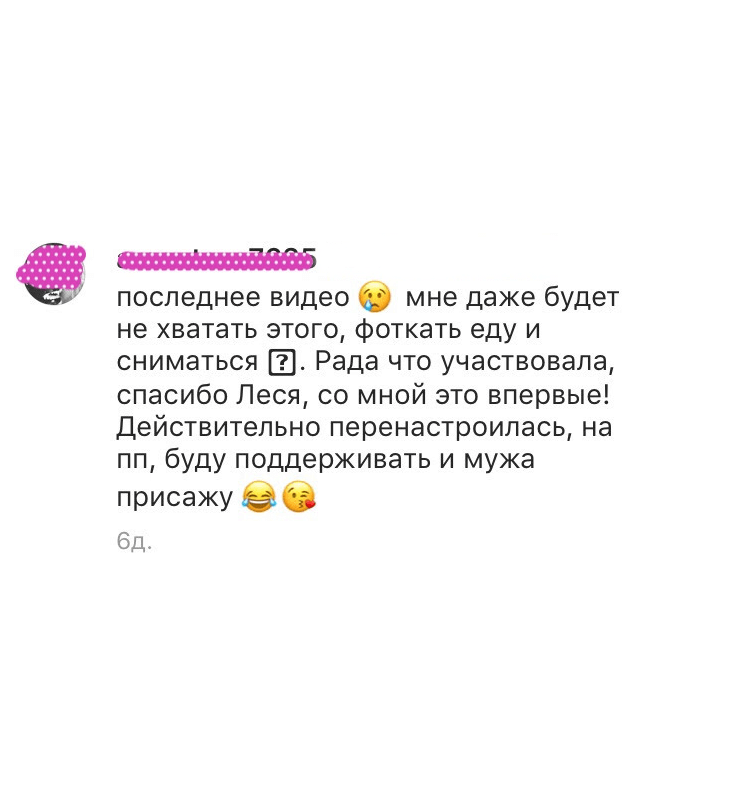 последнее видео 😢 мне даже будет
не хватать этого, фоткать еду и
сниматься ⍰. Рада что участвовала,
спасибо Леся, со мной это впервые!
Действительно перенастроилась, на
пп, буду поддерживать и мужа
присажу 😂😘
6д.